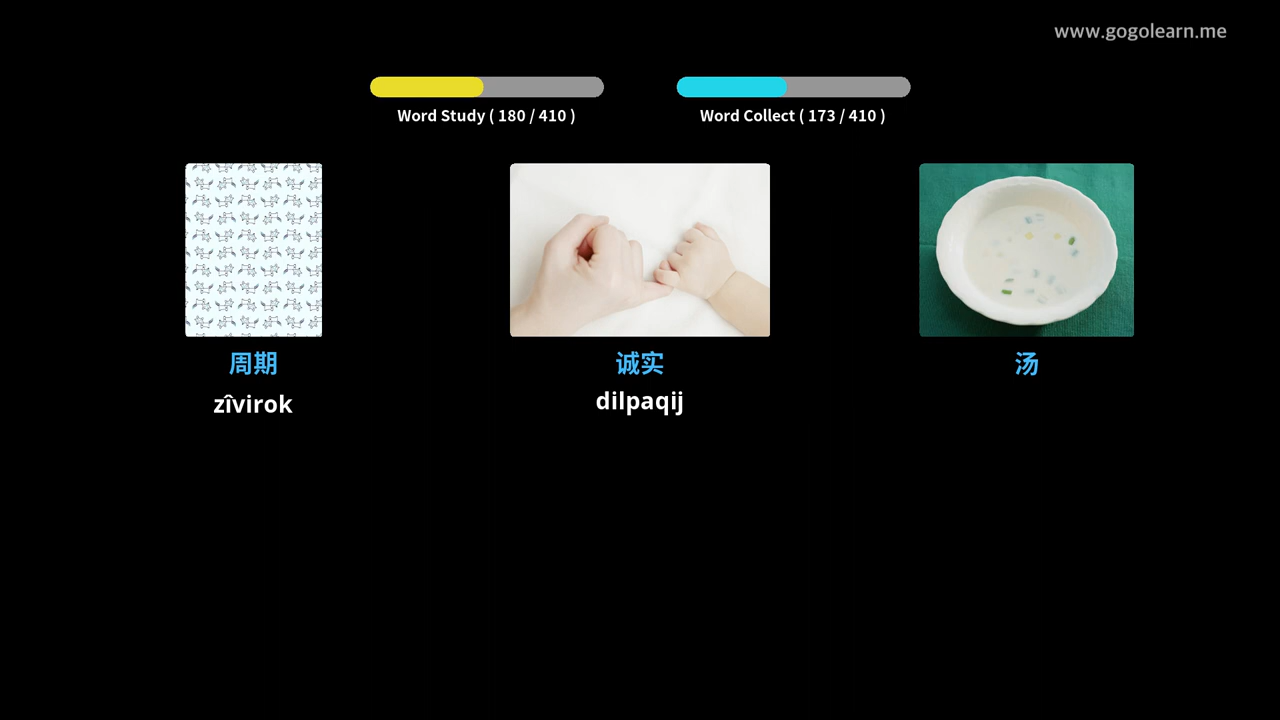 www.gogolearn.me
Word Study ( 180 / 410 )
Word Collect ( 173 / 410 )
周期
诚实
汤
zîvirok
dilpaqij